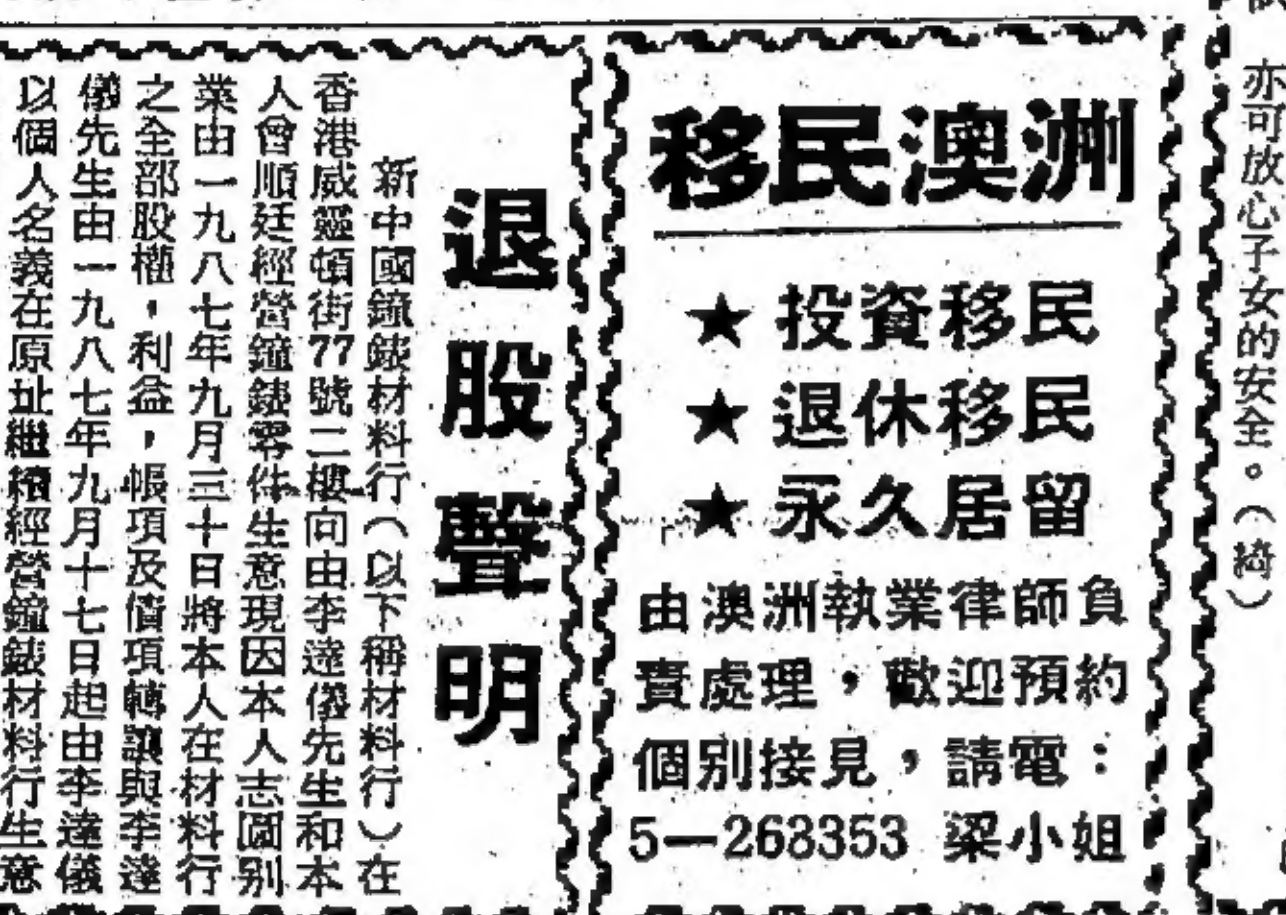 亦可放心子女的安全。（綺）
移民澳洲
★投資移民
★退休移民
★永久居留
由澳洲執業律師負
責處理，歡迎預約
個別接見，請電：
5—268353 梁小姐
退股聲明
新中國鐘錶材料行（以下稱材料行）在
香港威靈頓街77號二樓向由李達儀先生和本
人曾順廷經營鐘錶零件生意現因本人志圖别
業由一九八七年九月三十日將本人在材料行
之全部股權，利益，帳項及債項轉讓與李達
儀先生由一九八七年九月十七日起由李達儀
以個人名義在原址繼續經營鐘錶材料行生意